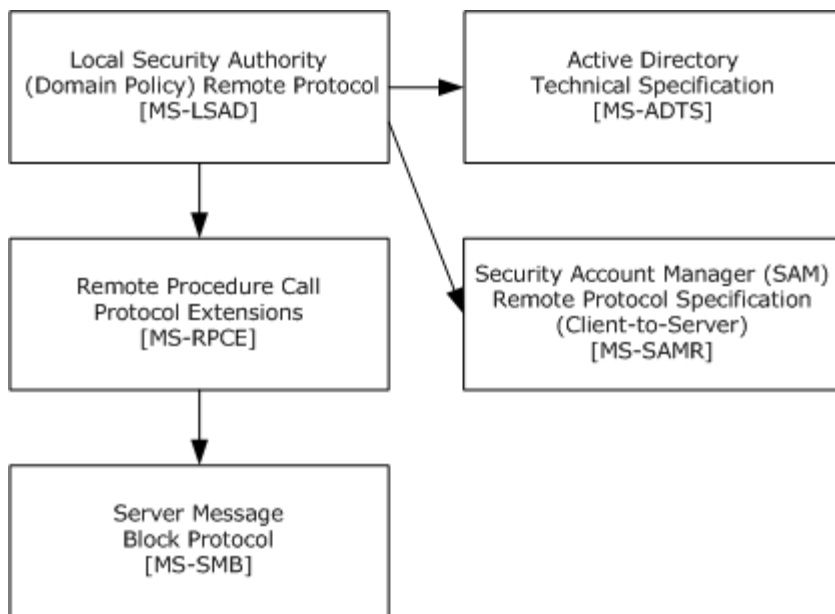 Local Security Authority
(Domain Policy) Remote Protocol
[MS-LSAD]
Active Directory
Technical Specification
[MS-ADTS]
Remote Procedure Call
Protocol Extensions
[MS-RPCE]
Security Account Manager (SAM)
Remote Protocol Specification
(Client-to-Server)
[MS-SAMR]
Server Message
Block Protocol
[MS-SMB]